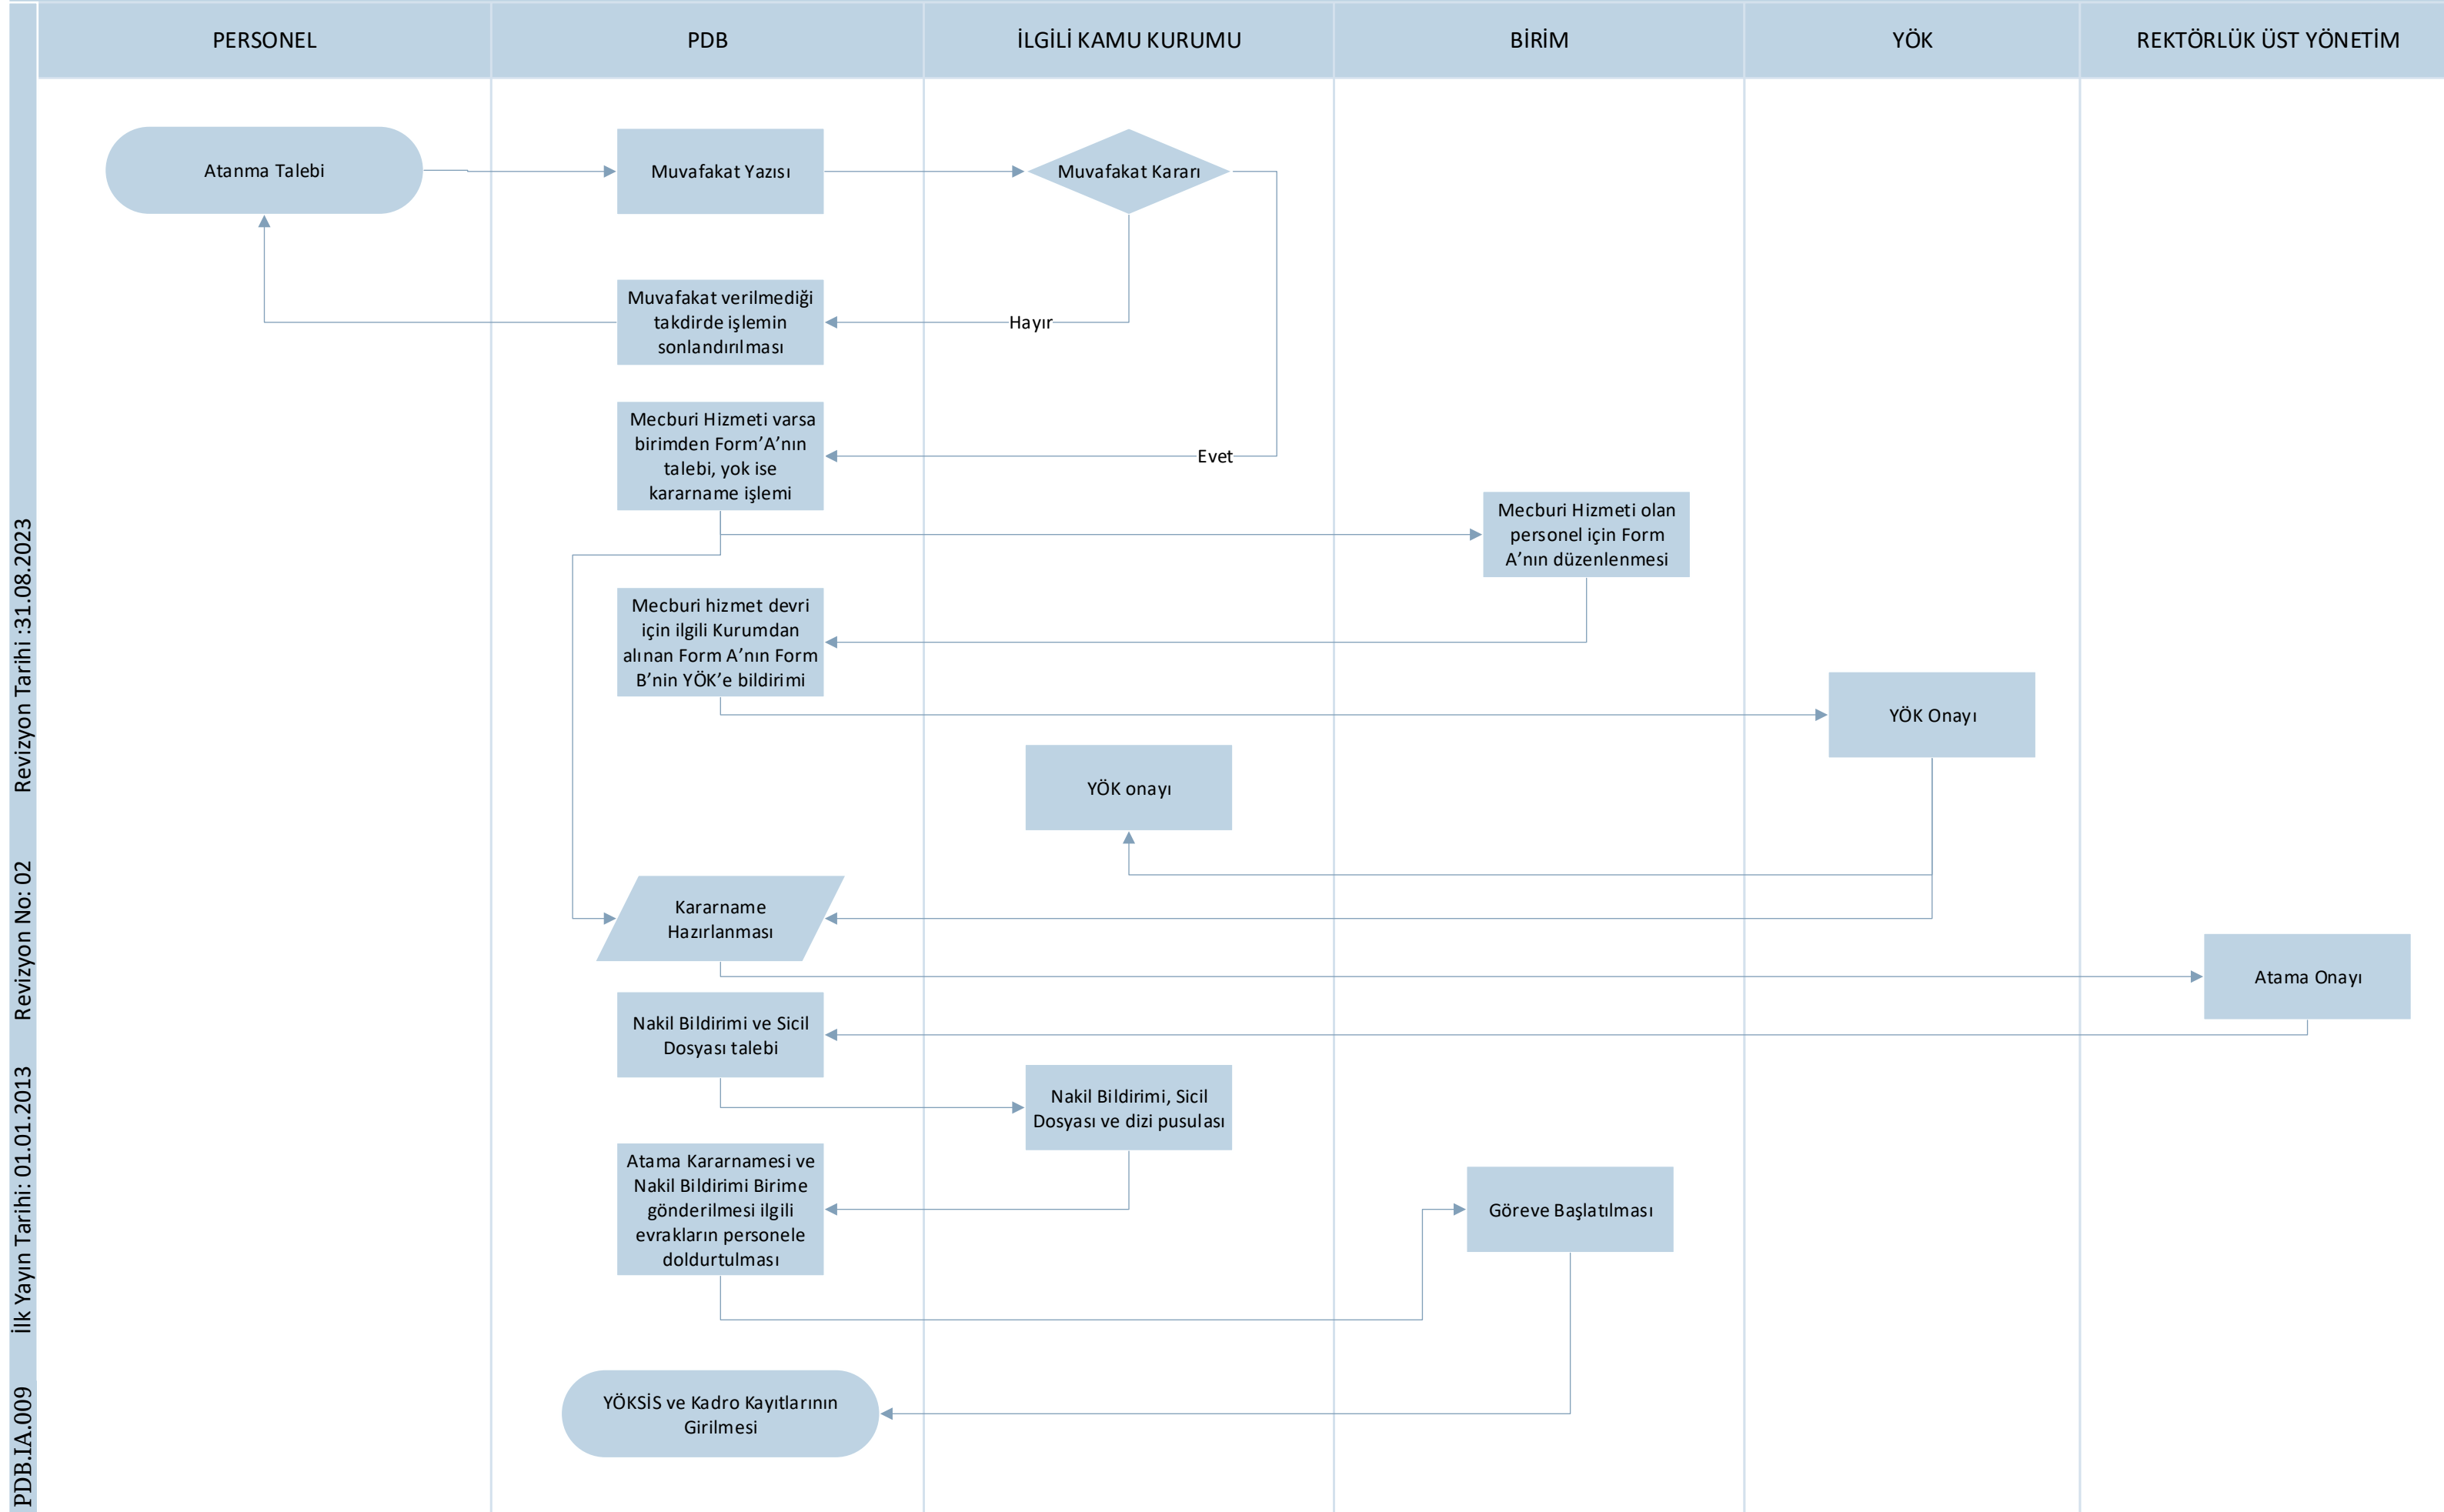 PERSONEL
PDB
İLGİLİ KAMU KURUMU
BİRİM
YÖK
REKTÖRLÜK ÜST YÖNETİM
Atanma Talebi
Muvafakat Yazısı
Muvafakat Kararı
Muvafakat verilmediği
takdirde işlemin
sonlandırılması
Hayır
Mecburi Hizmeti varsa
birimden Form’A’nın
talebi, yok ise
kararname işlemi
Evet
Mecburi Hizmeti olan
personel için Form
A’nın düzenlenmesi
Mecburi hizmet devri
için ilgili Kurumdan
alınan Form A’nın Form
B’nin YÖK’e bildirimi
YÖK Onayı
YÖK onayı
Kararname
Hazırlanması
Atama Onayı
Nakil Bildirimi ve Sicil
Dosyası talebi
Nakil Bildirimi, Sicil
Dosyası ve dizi pusulası
Atama Kararnamesi ve
Nakil Bildirimi Birime
gönderilmesi ilgili
evrakların personele
doldurtulması
Göreve Başlatılması
YÖKSİS ve Kadro Kayıtlarının
Girilmesi
PDB.IA.009 İlk Yayın Tarihi: 01.01.2013 Revizyon No: 02 Revizyon Tarihi :31.08.2023